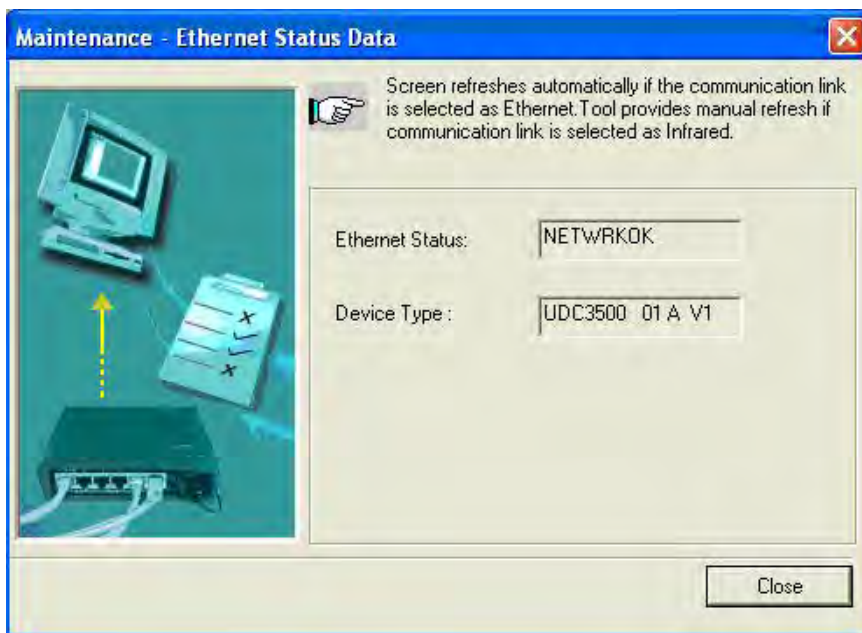 Maintenance - Ethernet Status Data
Screen refreshes automatically if the communication link
is selected as Ethernet.Tool provides manual refresh if
communication link is selected as Infrared.
Ethernet Status: NETWRKOK
Device Type : UDC3500 01 A V1
Close